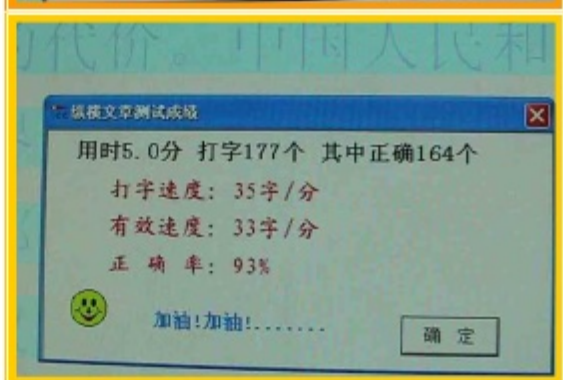 的代价。中国人民和
纵横文章测试成绩
用时5.0分 打字177个 其中正确164个
打字速度: 35字/分
有效速度: 33字/分
正 确 率: 93%
加油!加油!.......
确 定